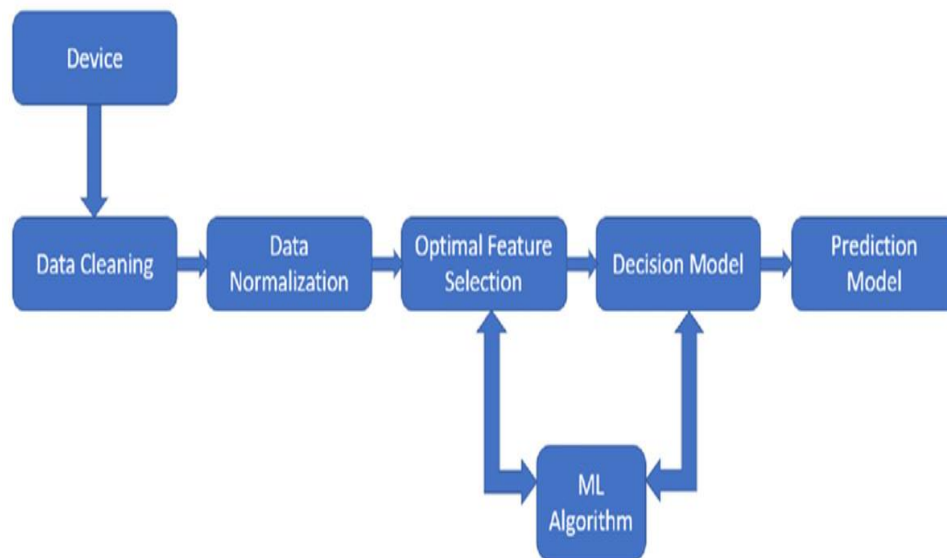 Device
Data Cleaning
Data
Normalization
Optimal Feature
Selection
Decision Model
Prediction
Model
ML
Algorithm